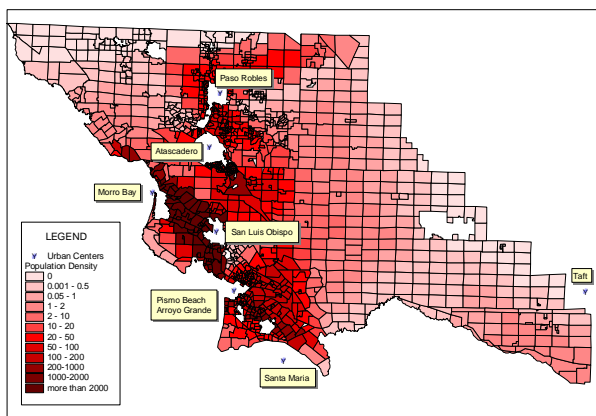 Paso Robles
Atascadero
Morro Bay
San Luis Obispo
LEGEND
Urban Centers
Population Density
0
0.001 - 0.5
0.05 - 1
1 - 2
2 - 10
10 - 20
20 - 50
50 - 100
100 - 200
200-1000
1000-2000
more than 2000
Taft
Pismo Beach
Arroyo Grande
Santa Maria